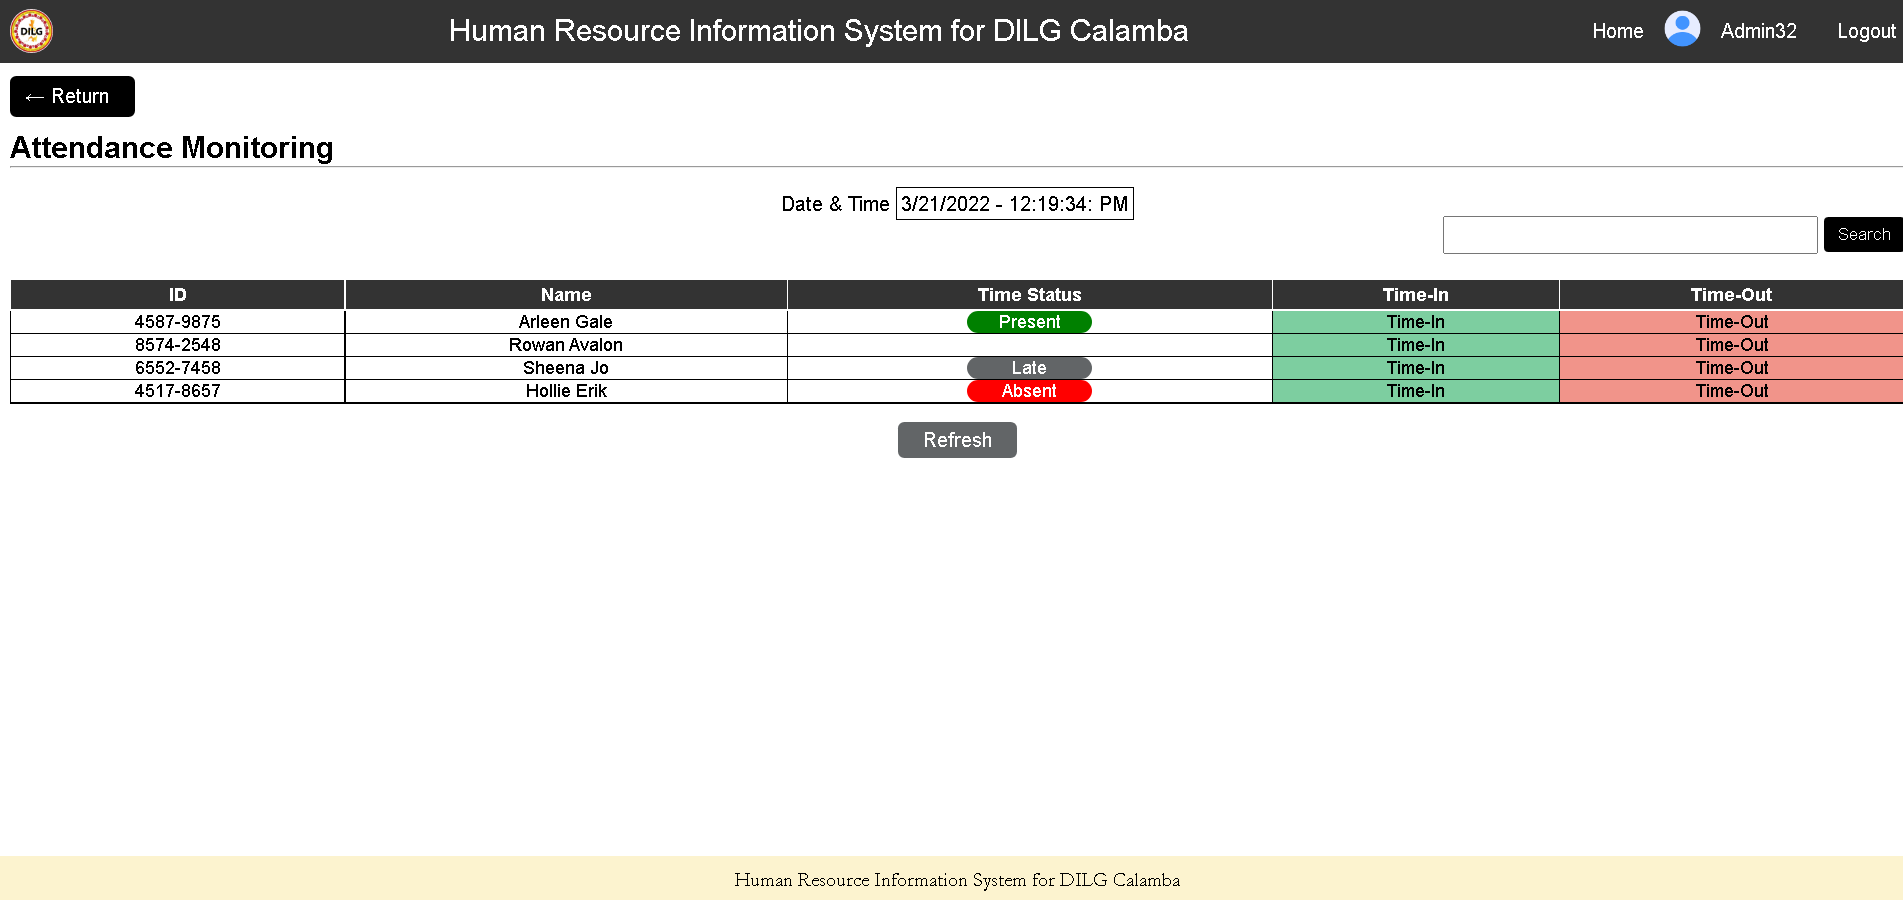 DILG
Human Resource Information System for DILG Calamba
Home Admin32 Logout
← Return
Attendance Monitoring
Date & Time 3/21/2022 - 12:19:34: PM
Search
ID Name Time Status Time-In Time-Out
4587-9875 Arleen Gale Present Time-In Time-Out
8574-2548 Rowan Avalon Time-In Time-Out
6552-7458 Sheena Jo Late Time-In Time-Out
4517-8657 Hollie Erik Absent Time-In Time-Out
Refresh
Human Resource Information System for DILG Calamba